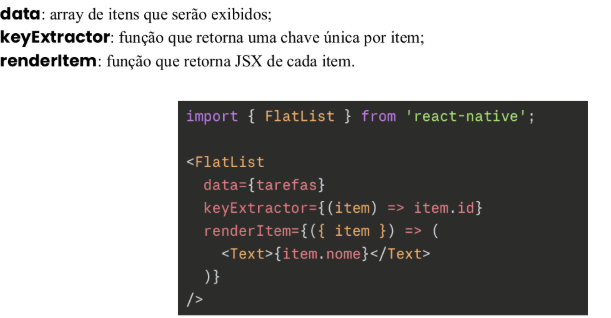 data: array de itens que serão exibidos;
keyExtractor: função que retorna uma chave única por item;
renderItem: função que retorna JSX de cada item.
import { FlatList } from 'react-native';
<FlatList
  data={tarefas}
  keyExtractor={(item) => item.id}
  renderItem={({ item }) => (
    <Text>{item.nome}</Text>
  )}
/>